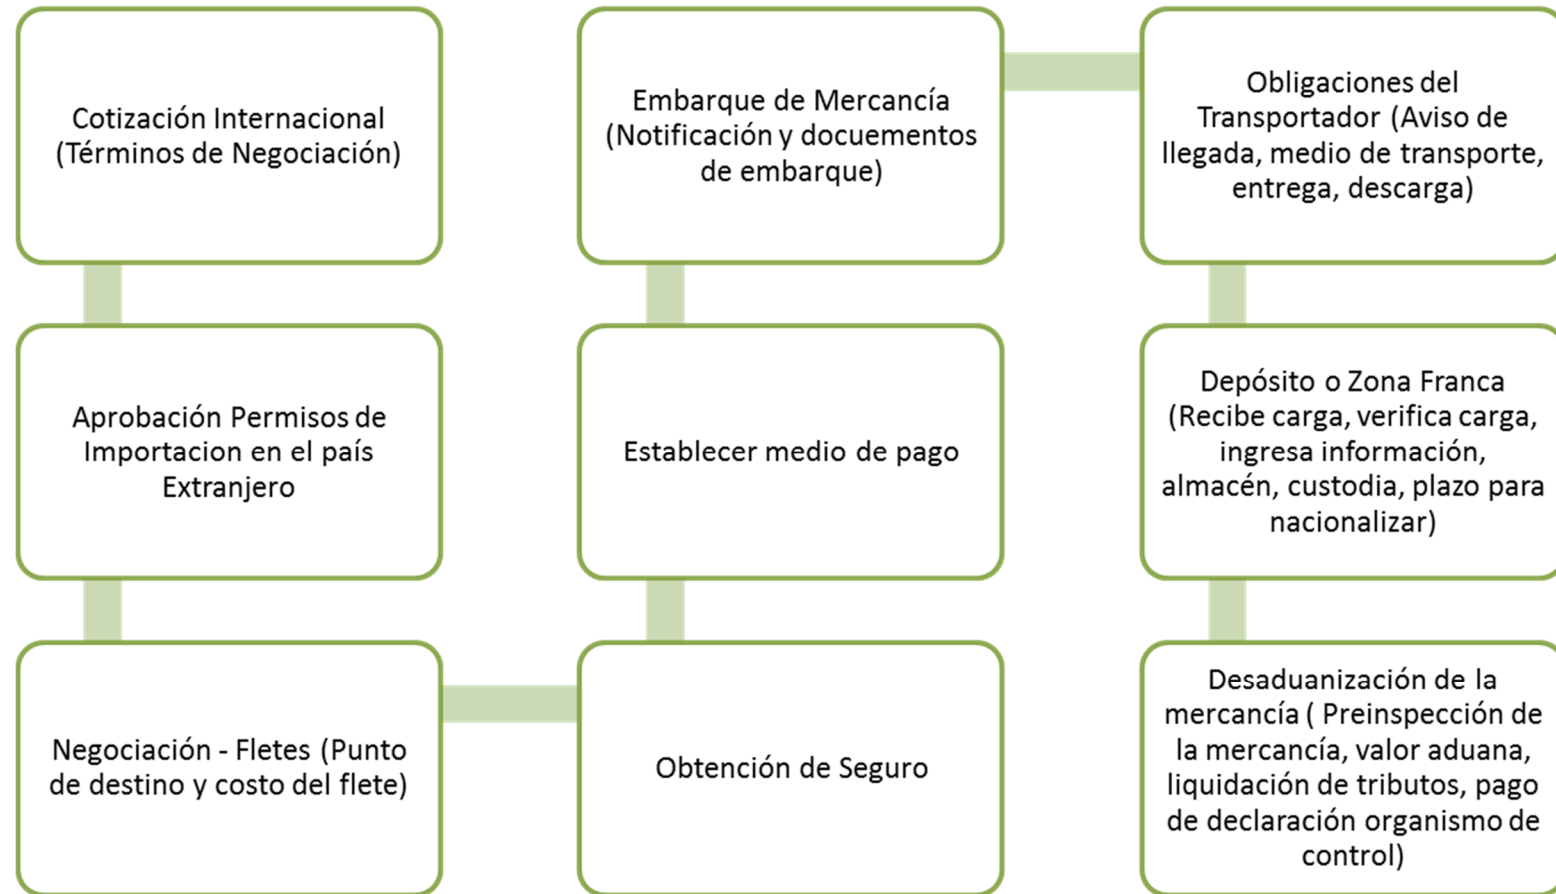 Cotización Internacional
(Términos de Negociación)
Aprobación Permisos de
Importacion en el país
Extranjero
Negociación - Fletes (Punto
de destino y costo del flete)
Obtención de Seguro
Establecer medio de pago
Embarque de Mercancía
(Notificación y docuementos
de embarque)
Obligaciones del
Transportador (Aviso de
llegada, medio de transporte,
entrega, descarga)
Depósito o Zona Franca
(Recibe carga, verifica carga,
ingresa información,
almacén, custodia, plazo para
nacionalizar)
Desaduanización de la
mercancía ( Preinspección de
la mercancía, valor aduana,
liquidación de tributos, pago
de declaración organismo de
control)